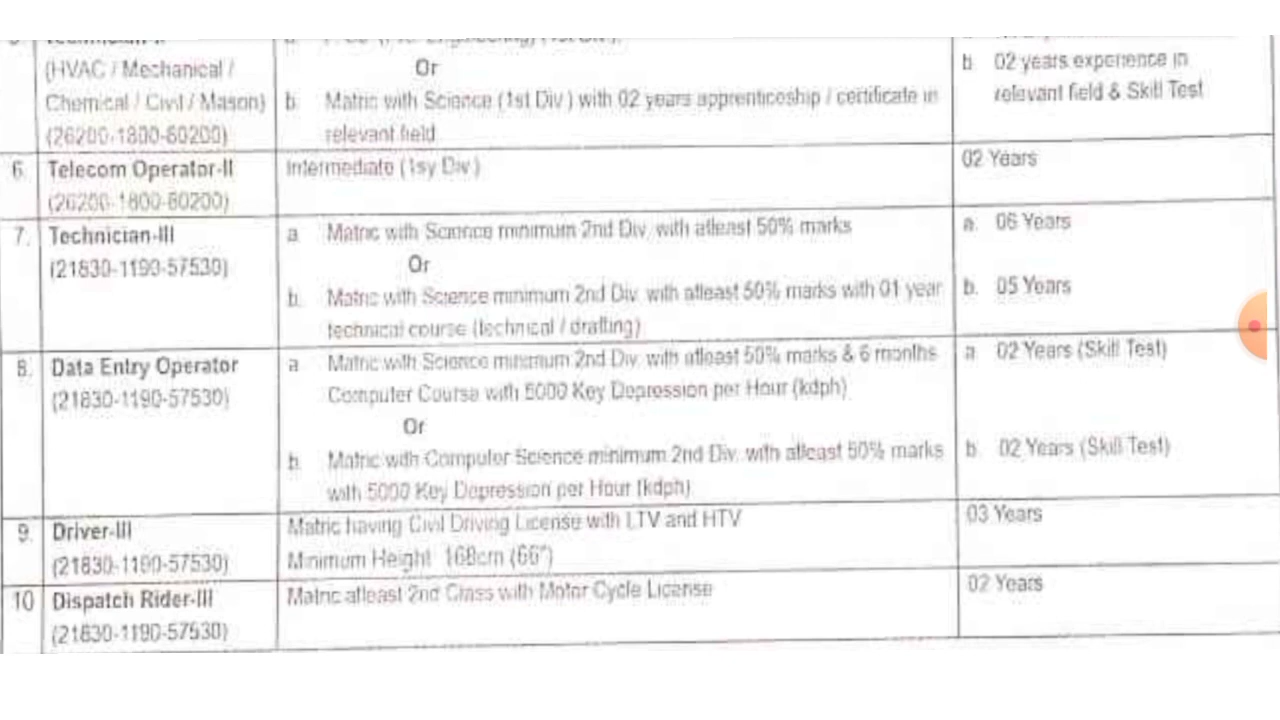 (HVAC / Mechanical /
Chemical / Civil / Mason)
(26200-1800-80200)
Or
b. Matric with Science (1st Div.) with 02 years apprenticeship / certificate in
relevant field
b. 02 years experience in
relevant field & Skill Test
6. Telecom Operator-II
(26200-1800-80200)
Intermediate (1sy Div.)
02 Years
7. Technician-III
(21830-1190-57530)
a. Matric with Science minimum 2nd Div. with atleast 50% marks
Or
b. Matric with Science minimum 2nd Div. with atleast 50% marks with 01 year
technical course (technical / drafting)
a. 06 Years
b. 05 Years
8. Data Entry Operator
(21830-1190-57530)
a. Matric with Science minimum 2nd Div. with atleast 50% marks & 6 months
Computer Course with 5000 Key Depression per Hour (kdph)
Or
b. Matric with Computer Science minimum 2nd Div. with atleast 50% marks
with 5000 Key Depression per Hour (kdph)
a. 02 Years (Skill Test)
b. 02 Years (Skill Test)
9. Driver-III
(21830-1190-57530)
Matric having Civil Driving License with LTV and HTV
Minimum Height 168cm (66")
03 Years
10 Dispatch Rider-III
(21830-1190-57530)
Matric atleast 2nd Class with Motor Cycle License
02 Years